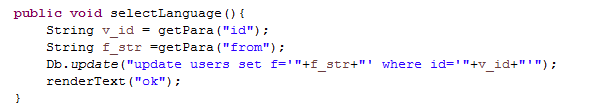 public void selectLanguage(){
String v_id = getPara("id");
String f_str =getPara("from");
Db.update("update users set f='"+f_str+"' where id='"+v_id+"'");
renderText("ok");
}